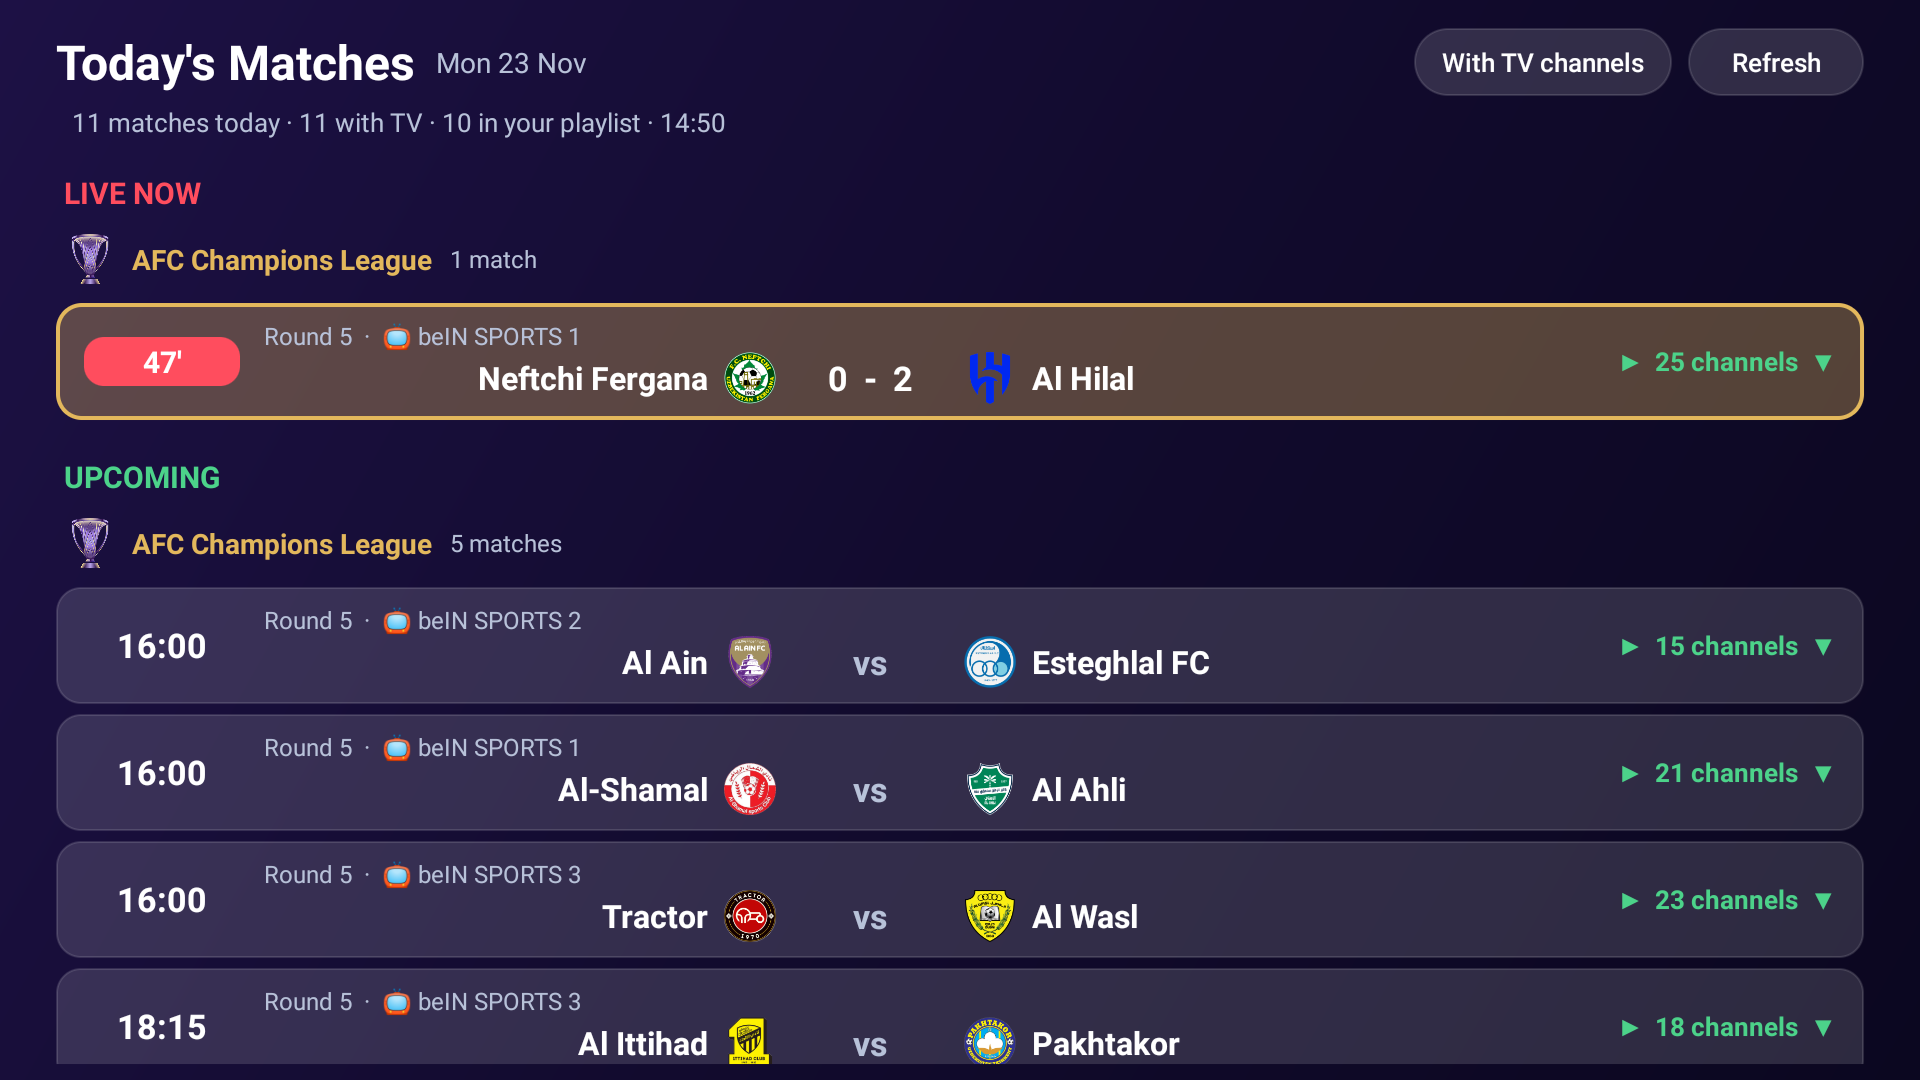 Today's Matches Mon 23 Nov With TV channels Refresh
11 matches today · 11 with TV · 10 in your playlist · 14:50
LIVE NOW
AFC Champions League 1 match
Round 5 · beIN SPORTS 1
47' Neftchi Fergana 0 - 2 Al Hilal ► 25 channels ▼
UPCOMING
AFC Champions League 5 matches
Round 5 · beIN SPORTS 2
16:00 Al Ain vs Esteghlal FC ► 15 channels ▼
Round 5 · beIN SPORTS 1
16:00 Al-Shamal vs Al Ahli ► 21 channels ▼
Round 5 · beIN SPORTS 3
16:00 Tractor vs Al Wasl ► 23 channels ▼
Round 5 · beIN SPORTS 3
18:15 Al Ittihad vs Pakhtakor ► 18 channels ▼